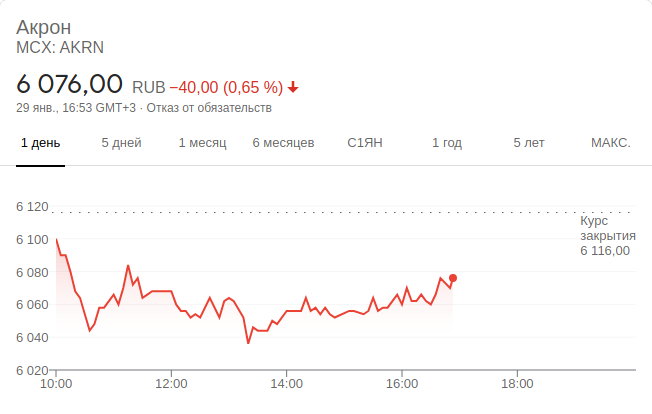 Акрон
MCX: AKRN
6 076,00 RUB −40,00 (0,65 %)
29 янв., 16:53 GMT+3 · Отказ от обязательств
1 день 5 дней 1 месяц 6 месяцев С1ЯН 1 год 5 лет МАКС.
6 120
Курс
закрытия
6 116,00
6 100
6 080
6 060
6 040
6 020
10:00 12:00 14:00 16:00 18:00